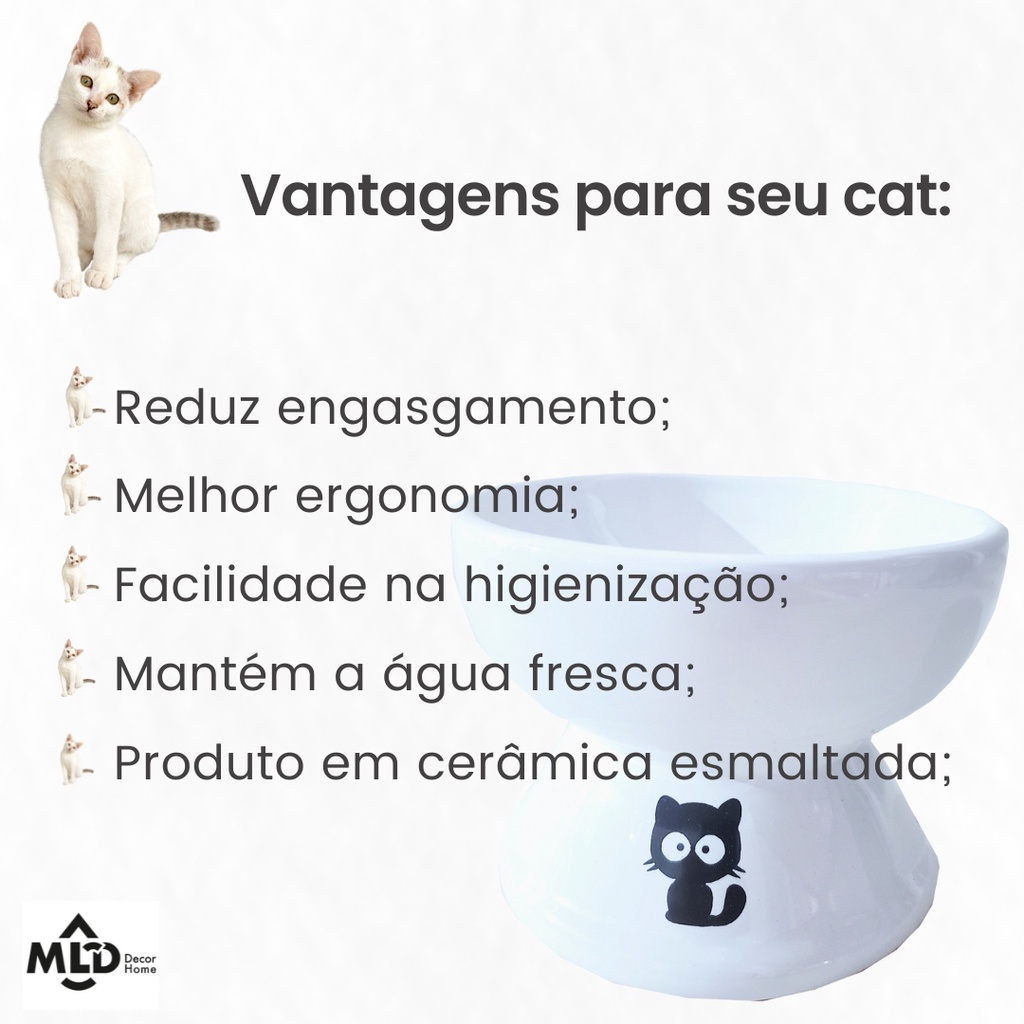 Vantagens para seu cat:
Reduz engasgamento;
Melhor ergonomia;
Facilidade na higienização;
Mantém a água fresca;
Produto em cerâmica esmaltada;
MLD Decor
Home